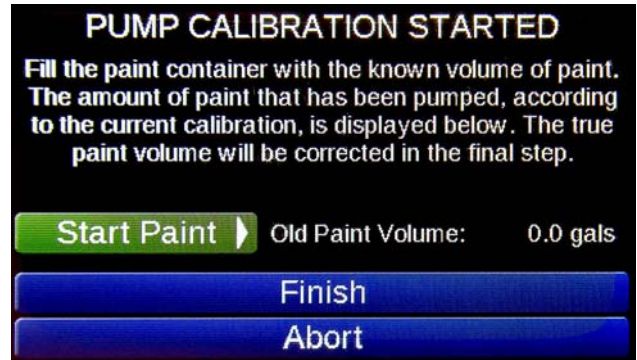 PUMP CALIBRATION STARTED
Fill the paint container with the known volume of paint.
The amount of paint that has been pumped, according
to the current calibration, is displayed below. The true
paint volume will be corrected in the final step.
Start Paint Old Paint Volume: 0.0 gals
Finish
Abort